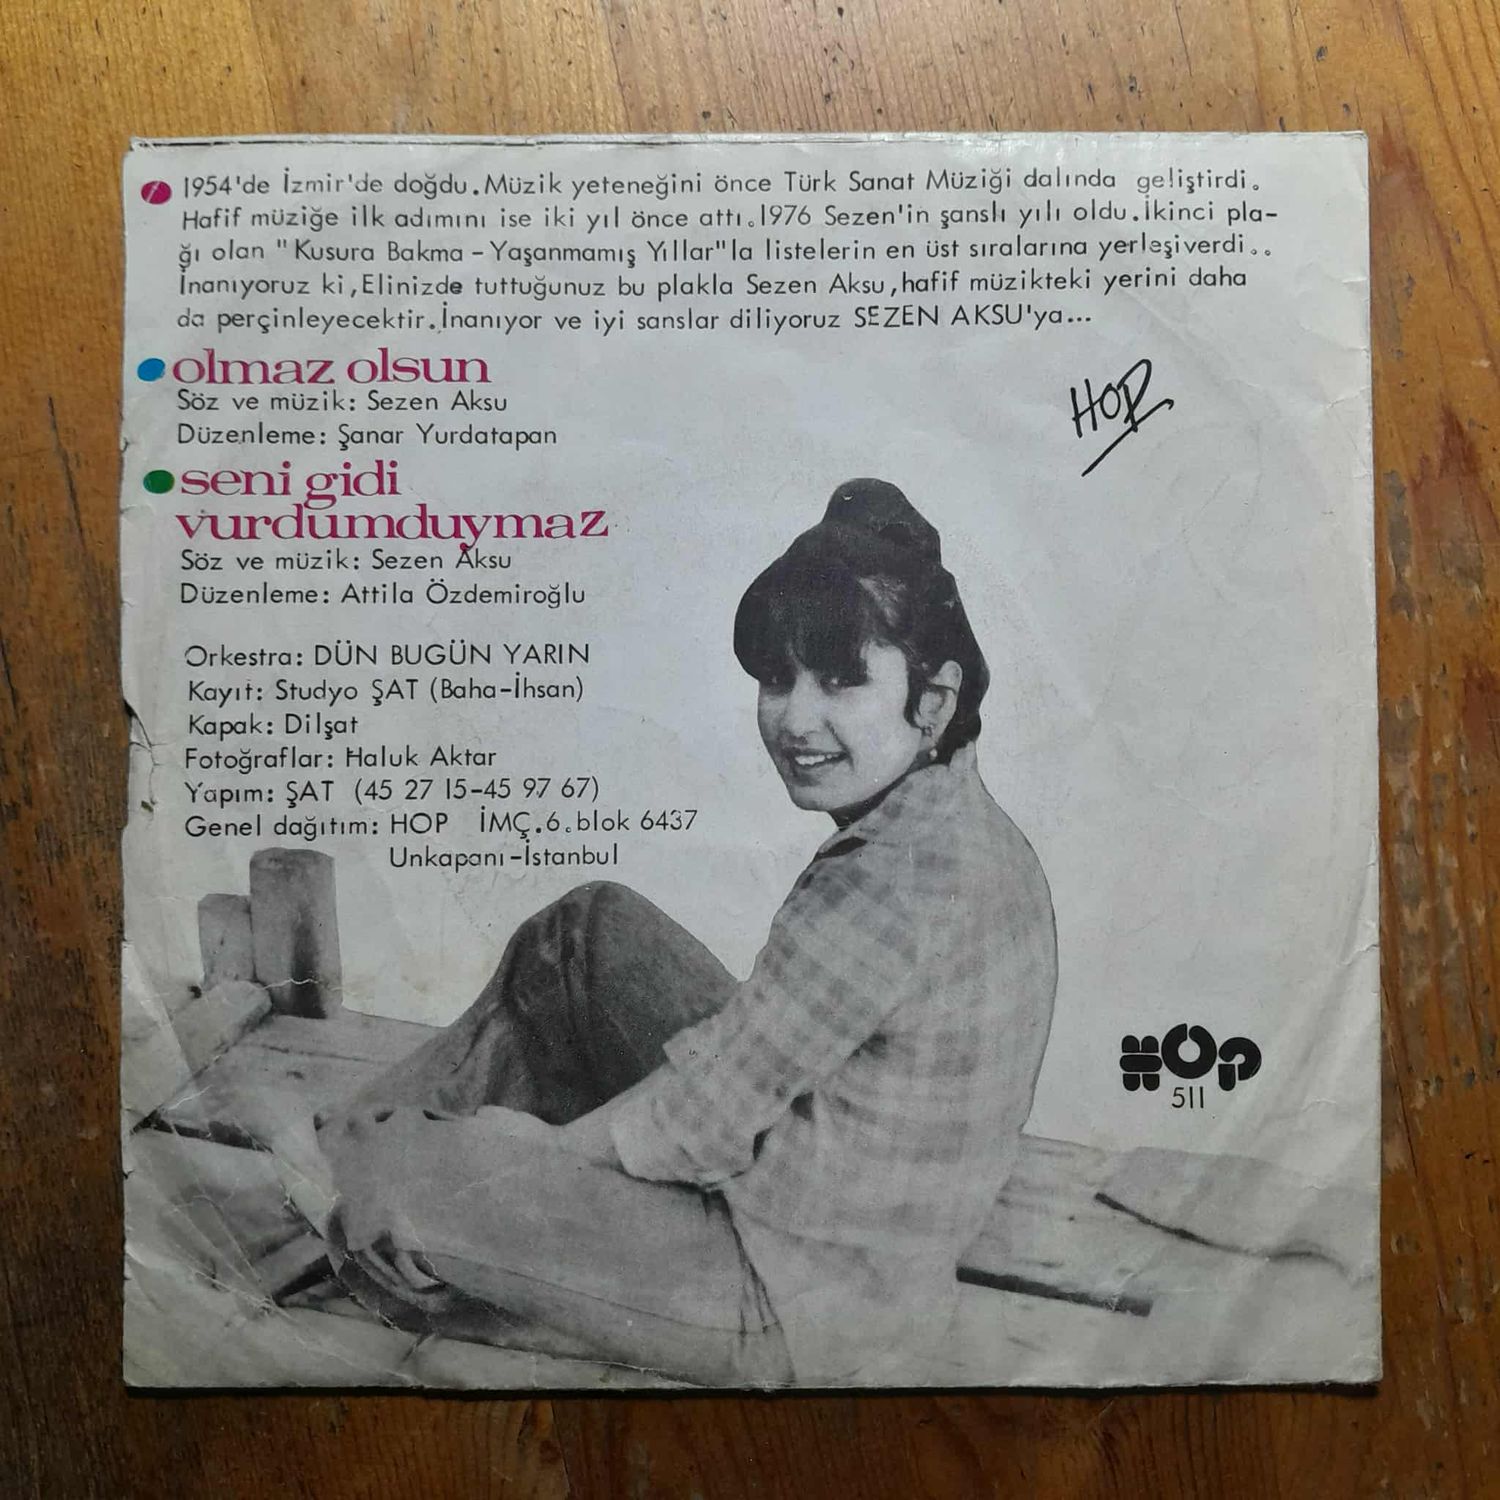 1954'de İzmir'de doğdu.Müzik yeteneğini önce Türk Sanat Müziği dalında geliştirdi.
Hafif müziğe ilk adımını ise iki yıl önce attı.1976 Sezen'in şanslı yılı oldu.İkinci pla-
ğı olan "Kusura Bakma-Yaşanmamış Yıllar"la listelerin en üst sıralarına yerleşiverdi..
İnanıyoruz ki,Elinizde tuttuğunuz bu plakla Sezen Aksu,hafif müzikteki yerini daha
da perçinleyecektir.İnanıyor ve iyi sanslar diliyoruz SEZEN AKSU'ya...
olmaz olsun
Söz ve müzik: Sezen Aksu
Düzenleme: Şanar Yurdatapan
HOP
seni gidi
vurdumduymaz
Söz ve müzik: Sezen Aksu
Düzenleme: Attila Özdemiroğlu
Orkestra: DÜN BUGÜN YARIN
Kayıt: Studyo ŞAT (Baha-İhsan)
Kapak: Dilşat
Fotoğraflar: Haluk Aktar
Yapım: ŞAT (45 27 15-45 97 67)
Genel dağıtım: HOP İMÇ.6.blok 6437
Unkapanı-İstanbul
HOP
511